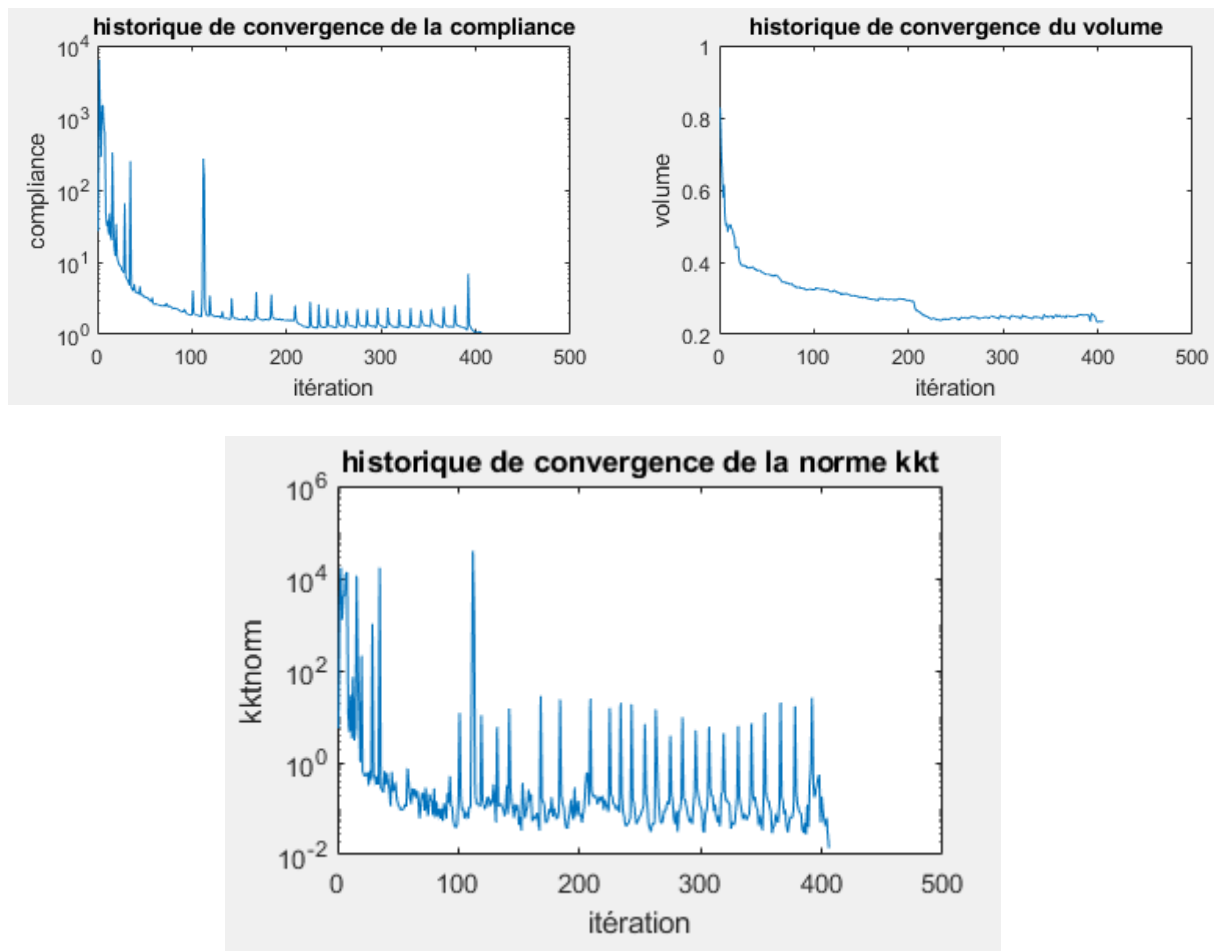 historique de convergence de la compliance
10^4
10^3
10^2
10^1
10^0
compliance
0 100 200 300 400 500
itération
historique de convergence du volume
1
0.8
0.6
0.4
0.2
volume
0 100 200 300 400 500
itération
historique de convergence de la norme kkt
10^6
10^4
10^2
10^0
10^-2
kktnorm
0 100 200 300 400 500
itération